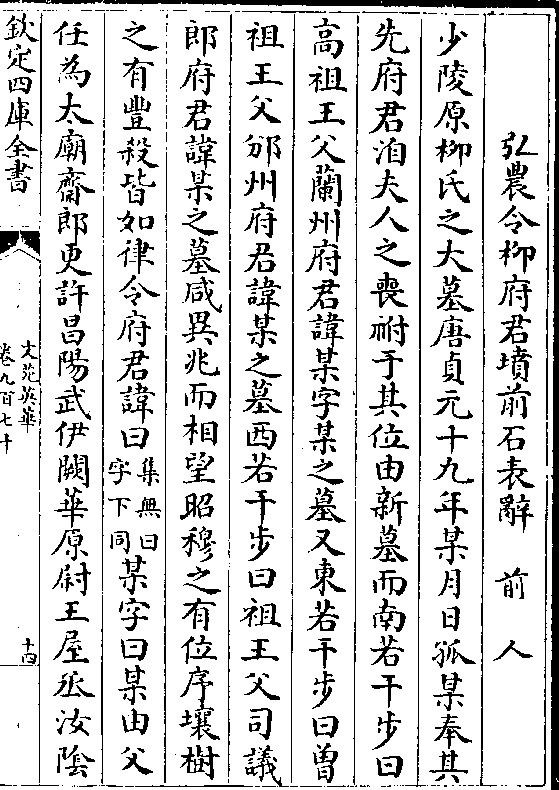 弘農令柳府君墳前石表辭　前人
少陵原柳氏之大墓唐貞元十九年某月日孤某奉其
先府君洎夫人之喪祔于其位由新墓而南若干步曰
高祖王父蘭州府君諱某字某之墓又東若干步曰曾
祖王父邠州府君諱某之墓西若干步曰祖王父司議
郎府君諱某之墓咸異兆而相望昭穆之有位序壤樹
之有豐殺皆如律令府君諱曰集無曰字下同某字曰某由父
任為太廟齋郎更許昌陽武伊闕華原尉王屋丞汝陰
欽定四庫全書
文苑英華
卷九百七十
十四